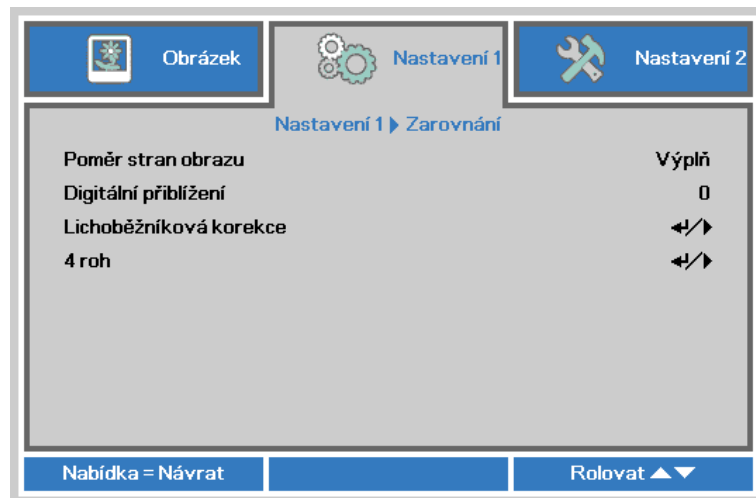 Obrázek
Nastavení 1
Nastavení 2
Nastavení 1 Zarovnání
Poměr stran obrazu Výplň
Digitální přiblížení 0
Lichoběžníková korekce ↵/▶
4 roh ↵/▶
Nabídka = Návrat
Rolovat ▲▼